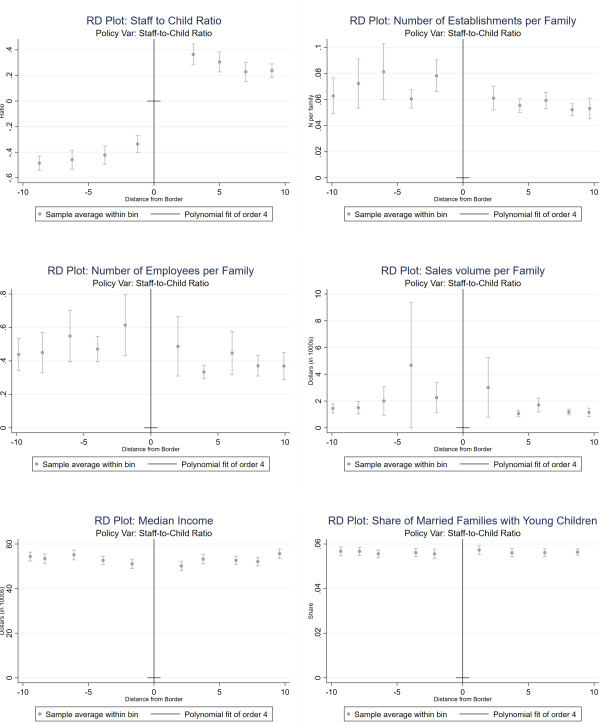 RD Plot: Staff to Child Ratio
Policy Var: Staff-to-Child Ratio
Ratio
.4
.2
0
-.2
-.4
-.6
-10 -5 0 5 10
Distance from Border
Sample average within bin Polynomial fit of order 4
RD Plot: Number of Establishments per Family
Policy Var: Staff-to-Child Ratio
N per family
.1
.08
.06
.04
.02
0
-10 -5 0 5 10
Distance from Border
Sample average within bin Polynomial fit of order 4
RD Plot: Number of Employees per Family
Policy Var: Staff-to-Child Ratio
.8
.6
.4
.2
0
-10 -5 0 5 10
Distance from Border
Sample average within bin Polynomial fit of order 4
RD Plot: Sales volume per Family
Policy Var: Staff-to-Child Ratio
Dollars (in 1000s)
10
8
6
4
2
0
-10 -5 0 5 10
Distance from Border
Sample average within bin Polynomial fit of order 4
RD Plot: Median Income
Policy Var: Staff-to-Child Ratio
Dollars (in 1000s)
60
40
20
0
-10 -5 0 5 10
Distance from Border
Sample average within bin Polynomial fit of order 4
RD Plot: Share of Married Families with Young Children
Policy Var: Staff-to-Child Ratio
Share
.06
.04
.02
0
-10 -5 0 5 10
Distance from Border
Sample average within bin Polynomial fit of order 4